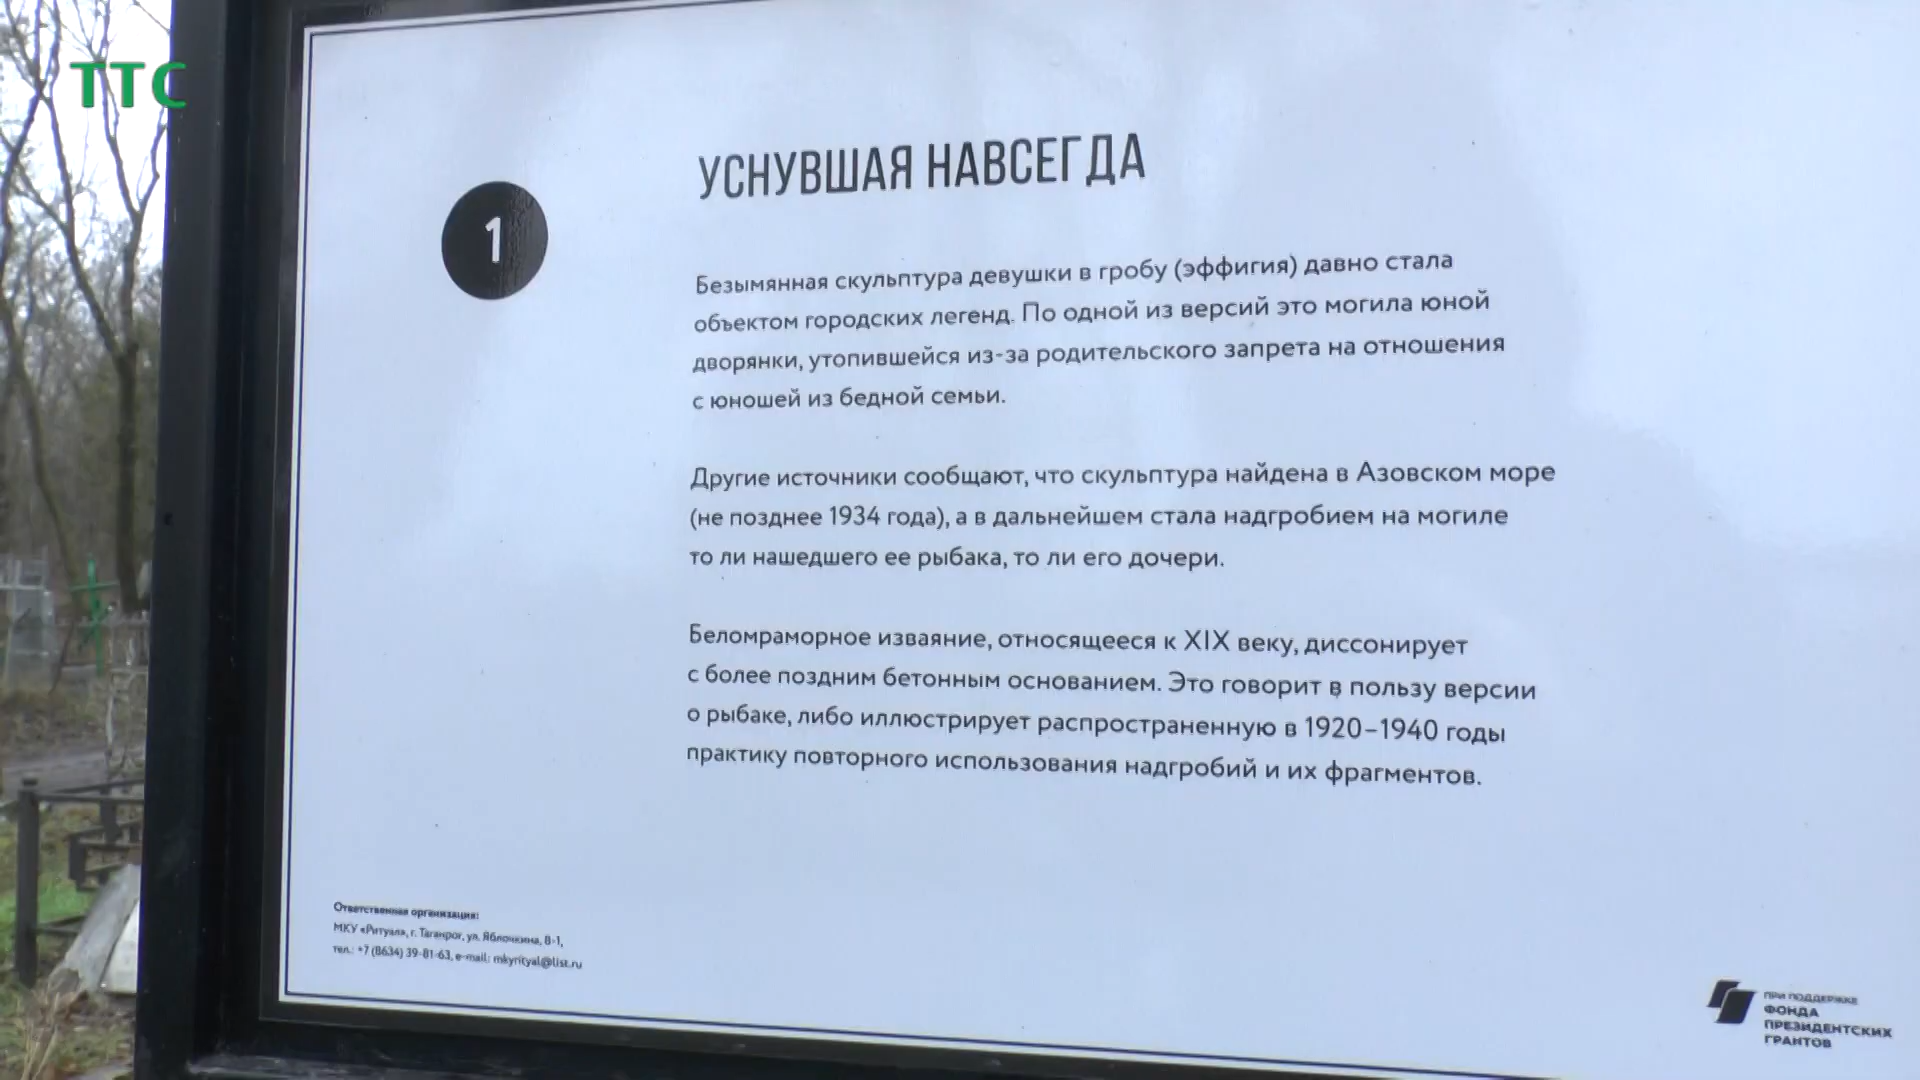 ТТС
УСНУВШАЯ НАВСЕГДА
1
Безымянная скульптура девушки в гробу (эффигия) давно стала
объектом городских легенд. По одной из версий это могила юной
дворянки, утопившейся из-за родительского запрета на отношения
с юношей из бедной семьи.
Другие источники сообщают, что скульптура найдена в Азовском море
(не позднее 1934 года), а в дальнейшем стала надгробием на могиле
то ли нашедшего ее рыбака, то ли его дочери.
Беломраморное изваяние, относящееся к XIX веку, диссонирует
с более поздним бетонным основанием. Это говорит в пользу версии
о рыбаке, либо иллюстрирует распространенную в 1920–1940 годы
практику повторного использования надгробий и их фрагментов.
Ответственная организация:
МКУ «Ритуал», г. Таганрог, ул. Яблочкина, 8-1,
тел.: +7 (8634) 39-81-63, e-mail: mkyrityal@list.ru
ПРИ ПОДДЕРЖКЕ
ФОНДА
ПРЕЗИДЕНТСКИХ
ГРАНТОВ